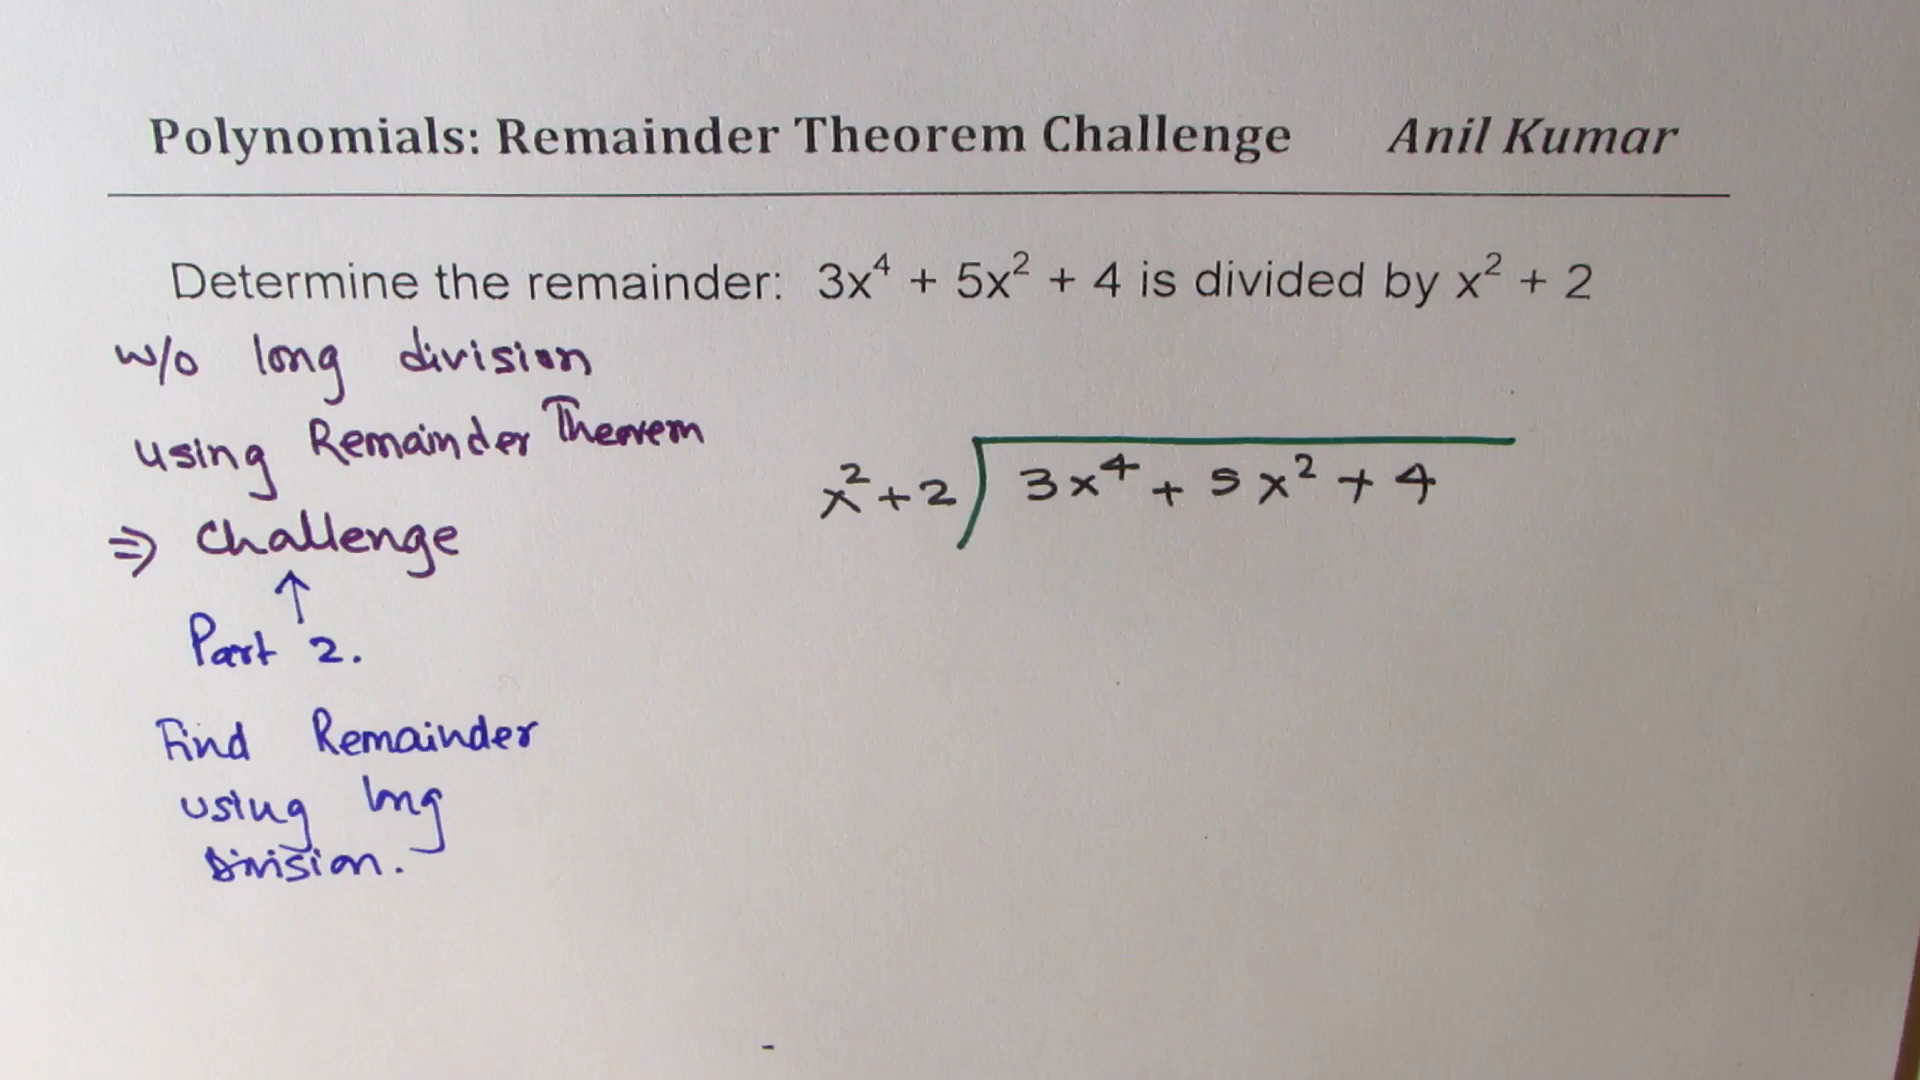 Polynomials: Remainder Theorem Challenge Anil Kumar
Determine the remainder: 3x⁴ + 5x² + 4 is divided by x² + 2
w/o long division
using Remainder Theorem
⇒ Challenge
↑
Part 2.
Find Remainder
using long
Division.
x²+2) 3x⁴ + 5x² + 4